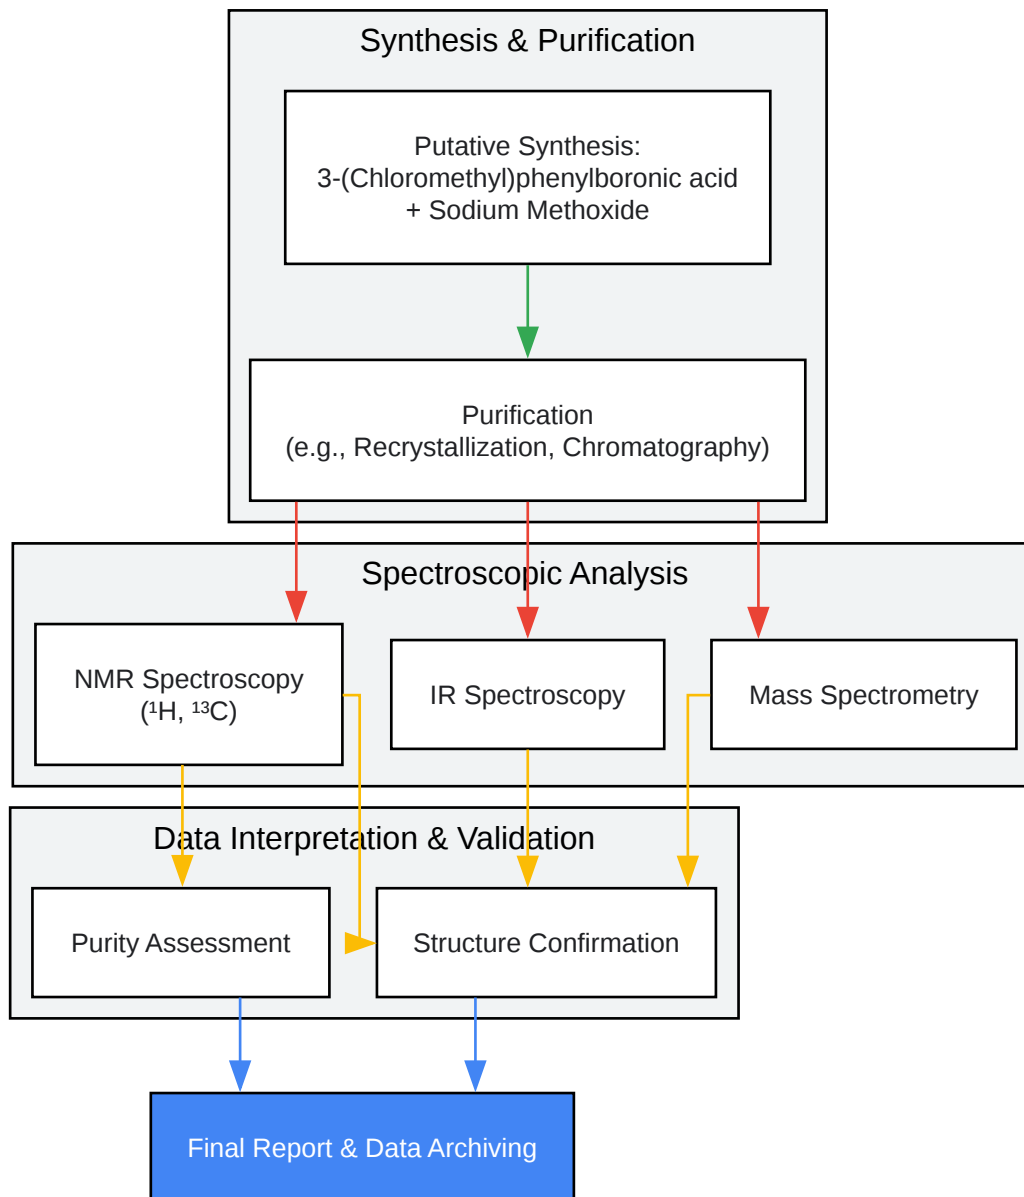 Synthesis & Purification
Putative Synthesis:
3-(Chloromethyl)phenylboronic acid
+ Sodium Methoxide
Purification
(e.g., Recrystallization, Chromatography)
Spectroscopic Analysis
NMR Spectroscopy
(¹H, ¹³C)
IR Spectroscopy
Mass Spectrometry
Data Interpretation & Validation
Purity Assessment
Structure Confirmation
Final Report & Data Archiving